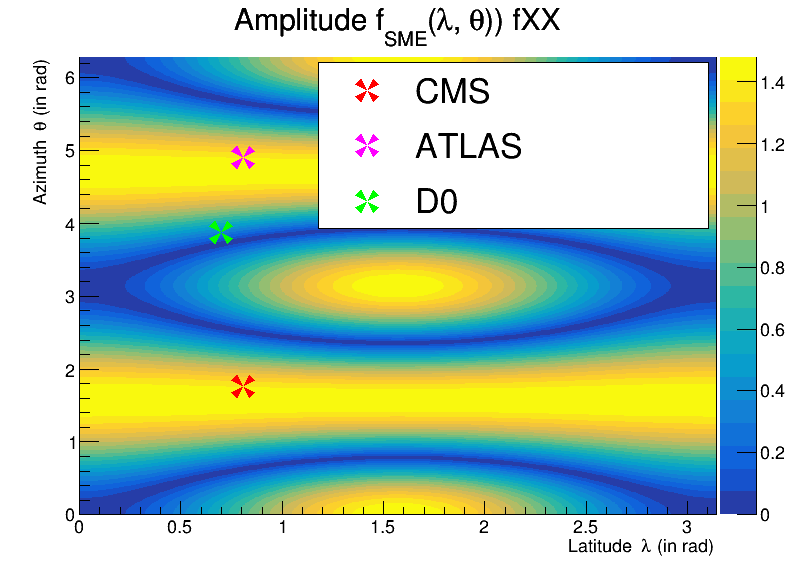 Amplitude f_SME(λ, θ)) fXX
Azimuth θ (in rad)
CMS
ATLAS
D0
6
5
4
3
2
1
0
0 0.5 1 1.5 2 2.5 3
Latitude λ (in rad)
1.4
1.2
1
0.8
0.6
0.4
0.2
0